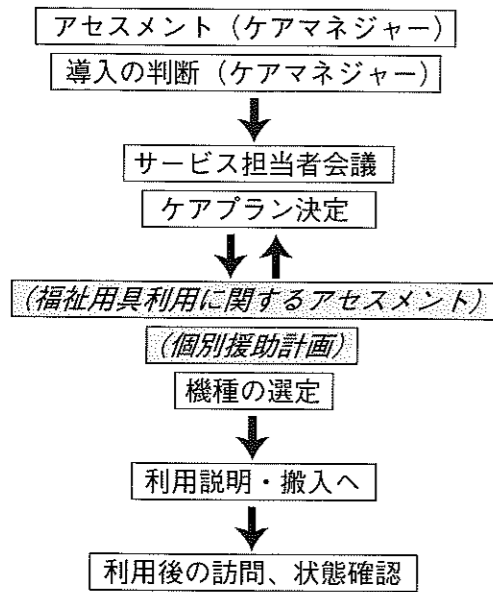 アセスメント（ケアマネジャー）
導入の判断（ケアマネジャー）
サービス担当者会議
ケアプラン決定
(福祉用具利用に関するアセスメント)
(個別援助計画)
機種の選定
利用説明・搬入へ
利用後の訪問、状態確認